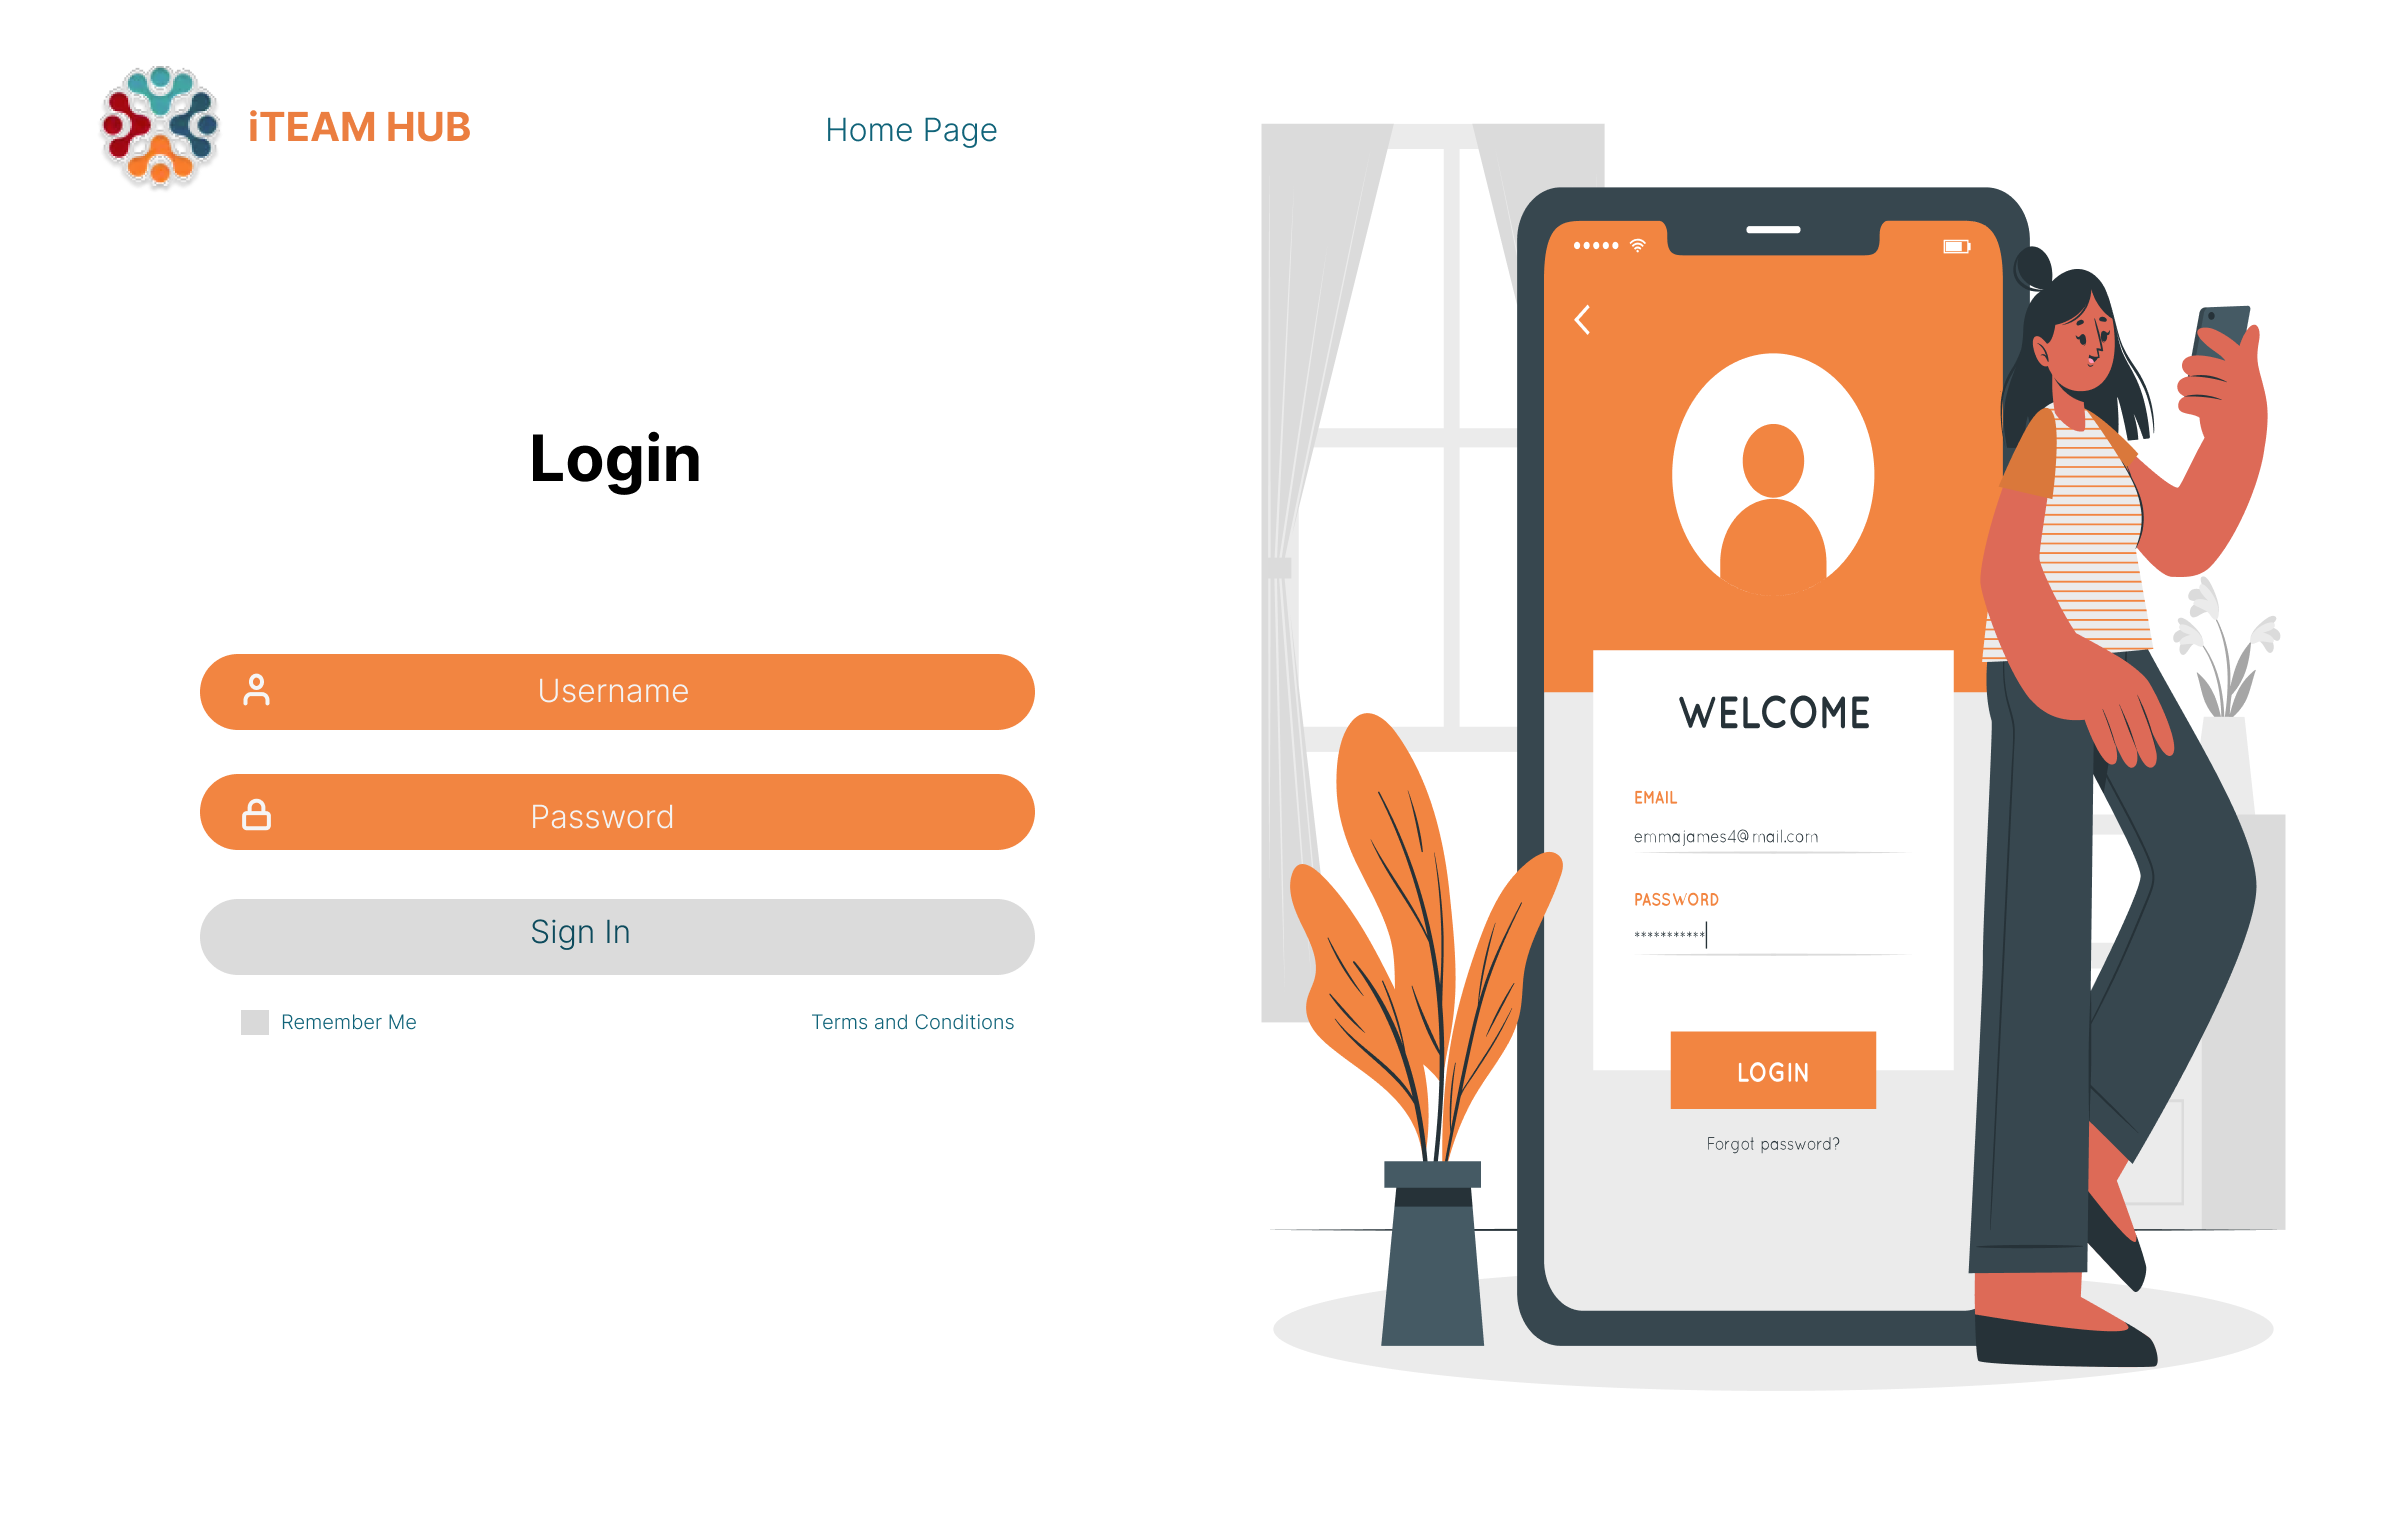 iTEAM HUB
Home Page
Login
Username
Password
Sign In
Remember Me
Terms and Conditions
WELCOME
EMAIL
emmajames4@mail.com
PASSWORD
***********
LOGIN
Forgot password?